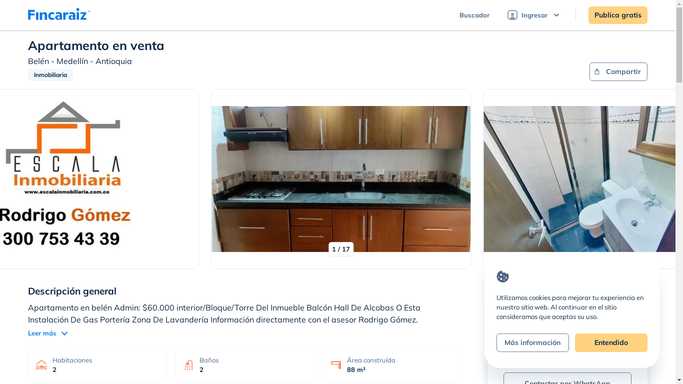 Fincaraiz
Buscador
Ingresar
Publica gratis
Apartamento en venta
Belén - Medellín - Antioquia
Inmobiliaria
Compartir
ESCALA
Inmobiliaria
www.escalainmobiliaria.com.co
Rodrigo Gómez
300 753 43 39
1 / 17
Descripción general
Apartamento en belén Admin: $60.000 interior/Bloque/Torre Del Inmueble Balcón Hall De Alcobas O Esta
Instalación De Gas Portería Zona De Lavandería Información directamente con el asesor Rodrigo Gómez.
Leer más
Habitaciones
2
Baños
2
Área construída
88 m²
Utilizamos cookies para mejorar tu experiencia en
nuestro sitio web. Al continuar en el sitio
consideramos que aceptas su uso.
Más información
Entendido
Contactar por WhatsApp